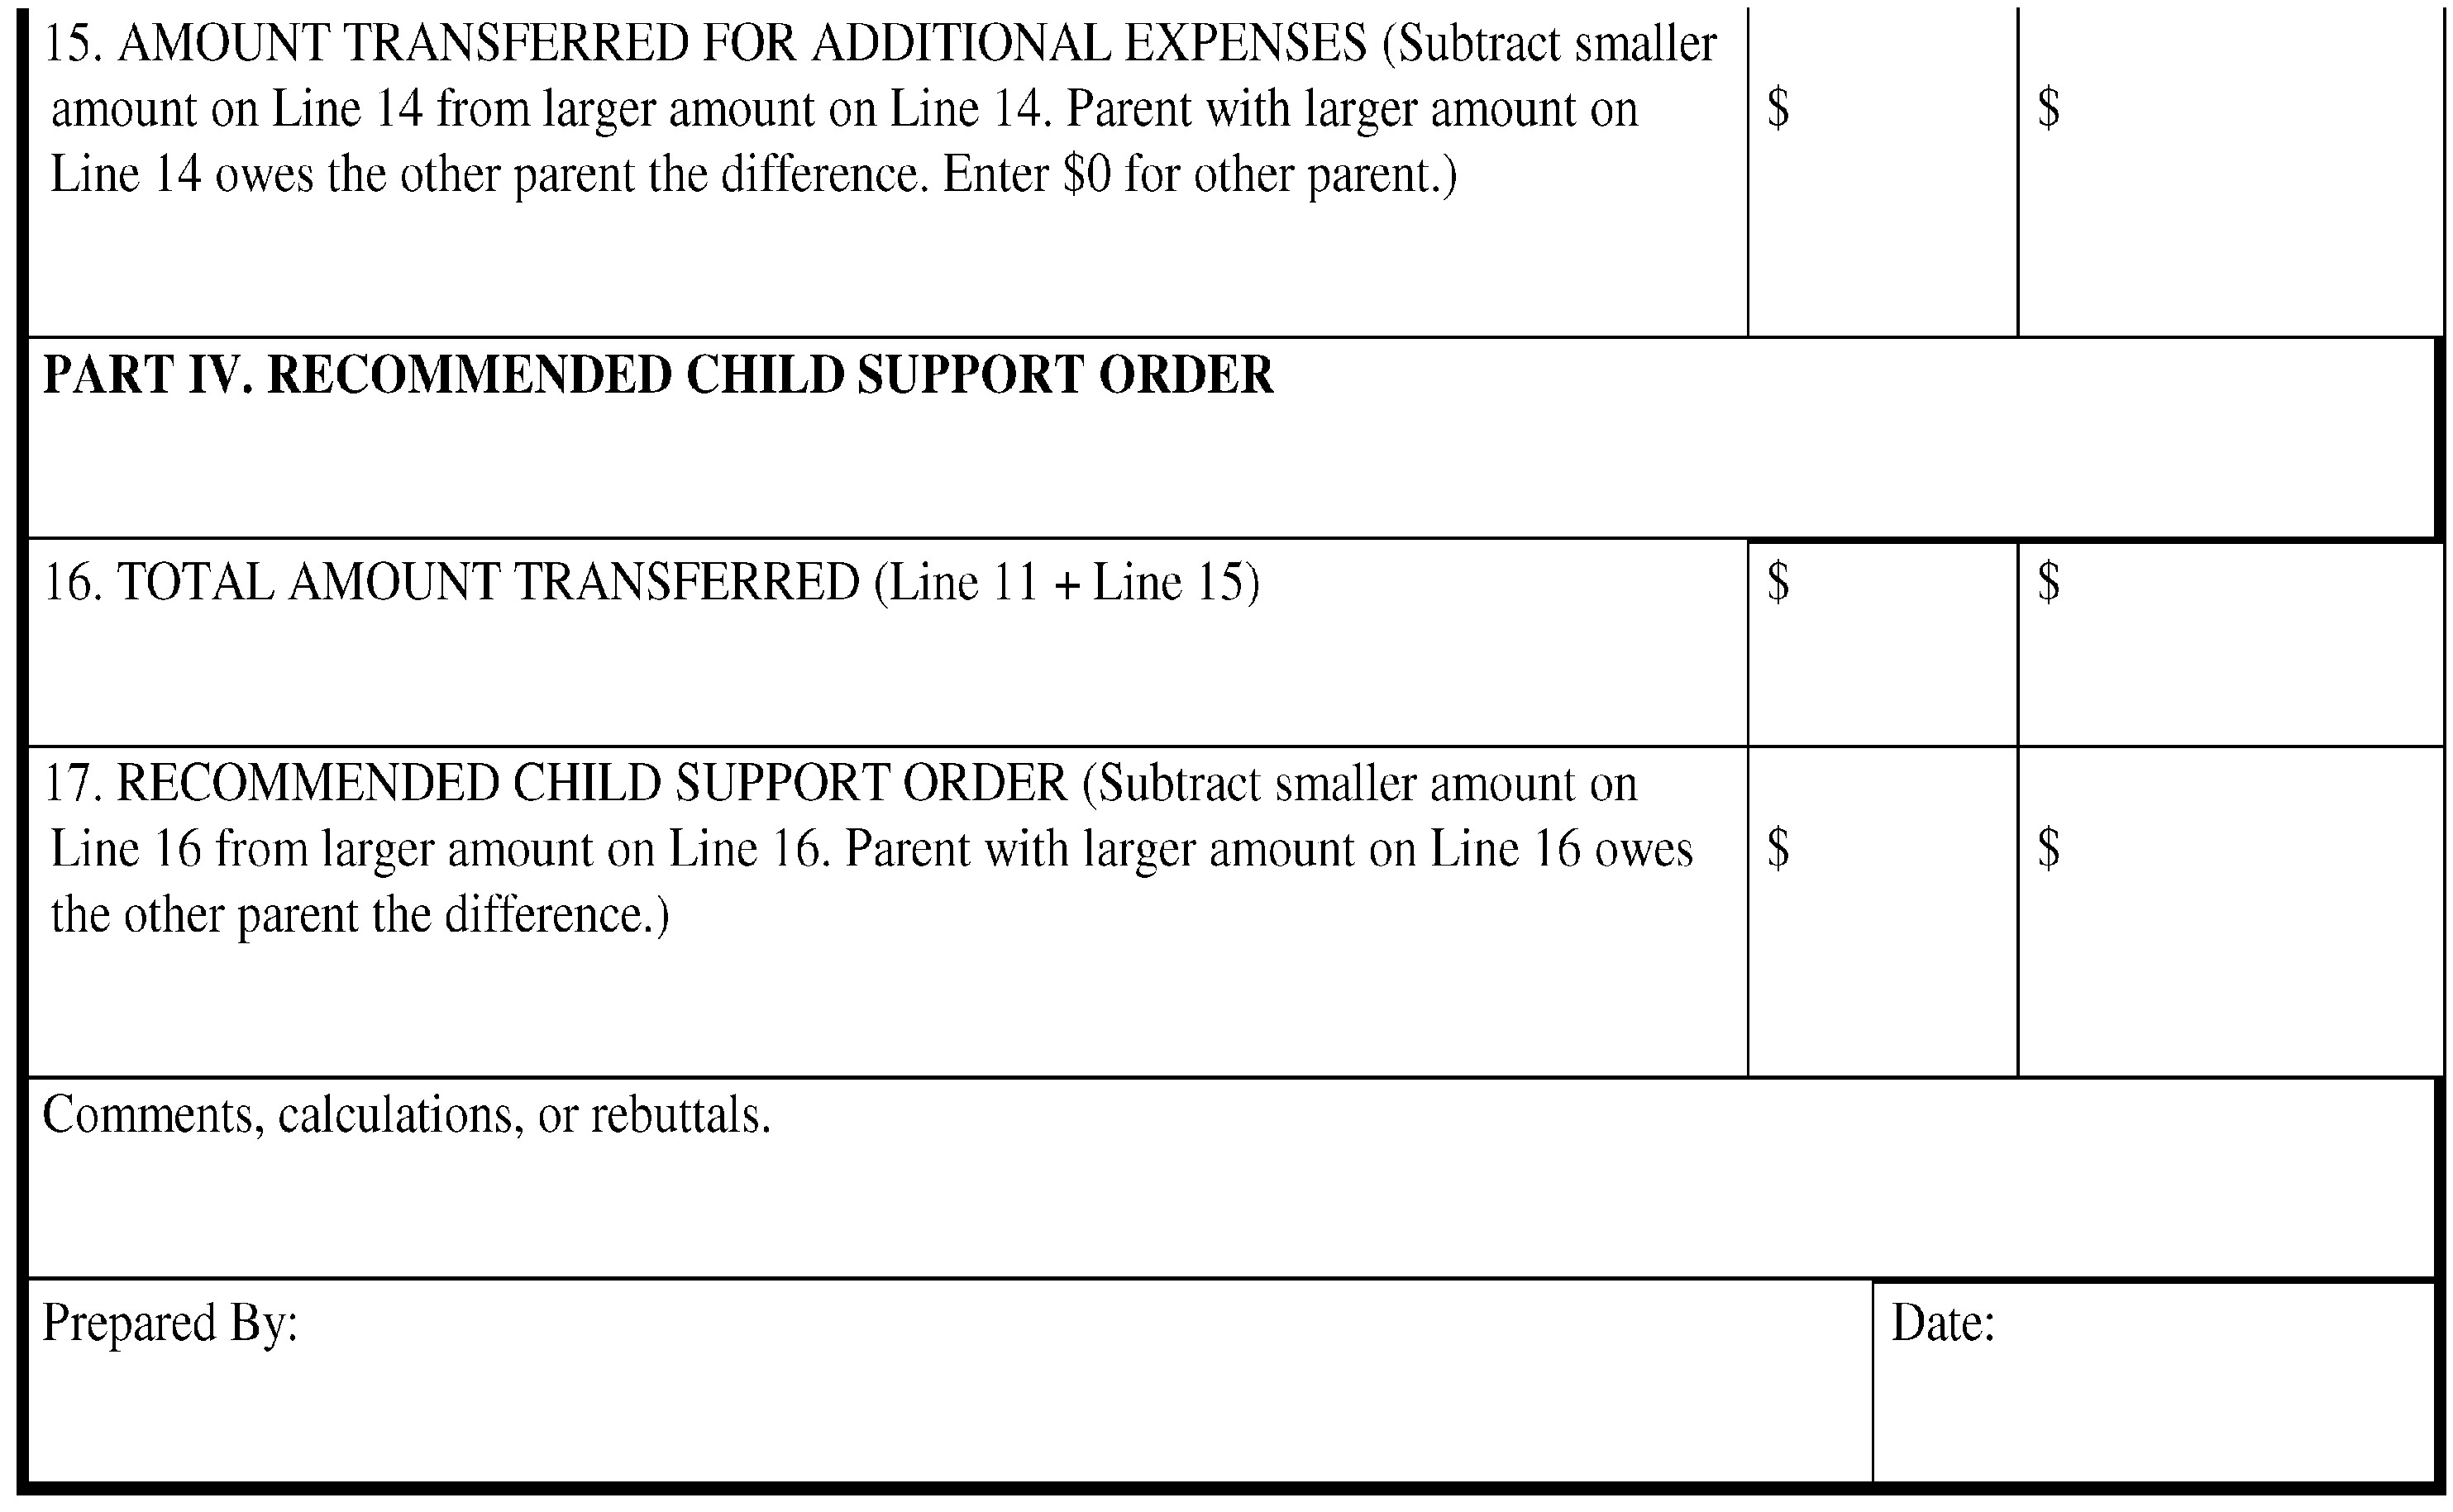 15. AMOUNT TRANSFERRED FOR ADDITIONAL EXPENSES (Subtract smaller
amount on Line 14 from larger amount on Line 14. Parent with larger amount on
Line 14 owes the other parent the difference. Enter $0 for other parent.)
$ $
PART IV. RECOMMENDED CHILD SUPPORT ORDER
16. TOTAL AMOUNT TRANSFERRED (Line 11 + Line 15) $ $
17. RECOMMENDED CHILD SUPPORT ORDER (Subtract smaller amount on
Line 16 from larger amount on Line 16. Parent with larger amount on Line 16 owes
the other parent the difference.)
$ $
Comments, calculations, or rebuttals.
Prepared By: Date: